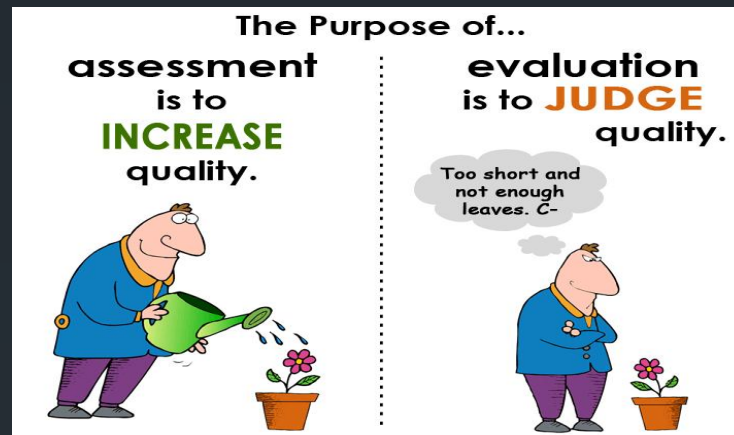 The Purpose of...
assessment
is to
INCREASE
quality.
evaluation
is to JUDGE
quality.
Too short and
not enough
leaves. C-